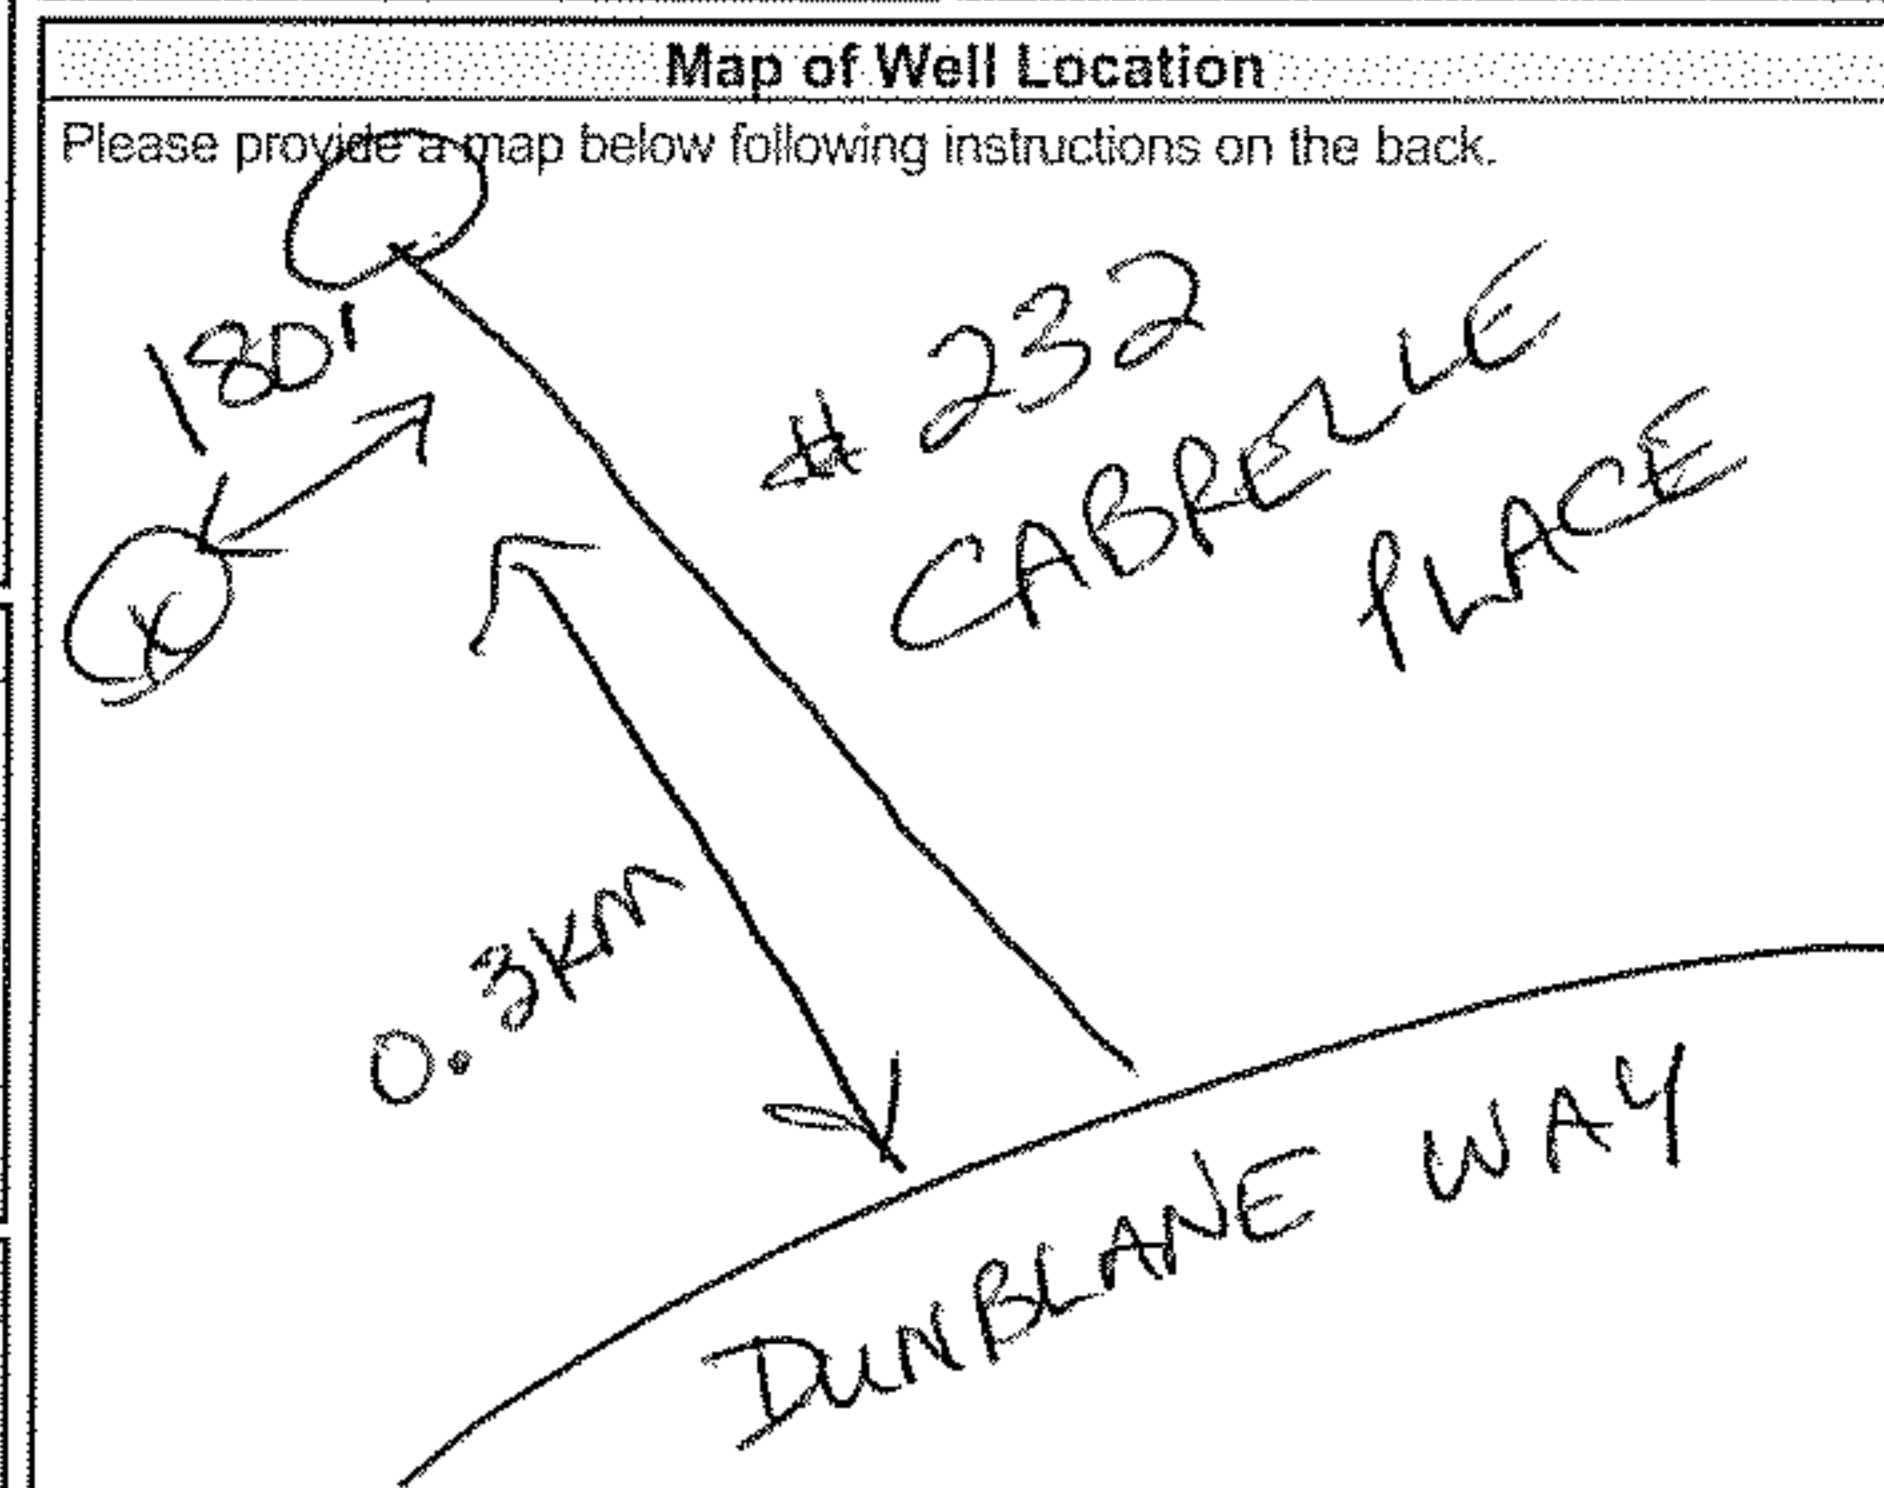 Map of Well Location
Please provide a map below following instructions on the back.
180'
# 232
CABRELLE
PLACE
X
0.3KM
DUNBLANE WAY